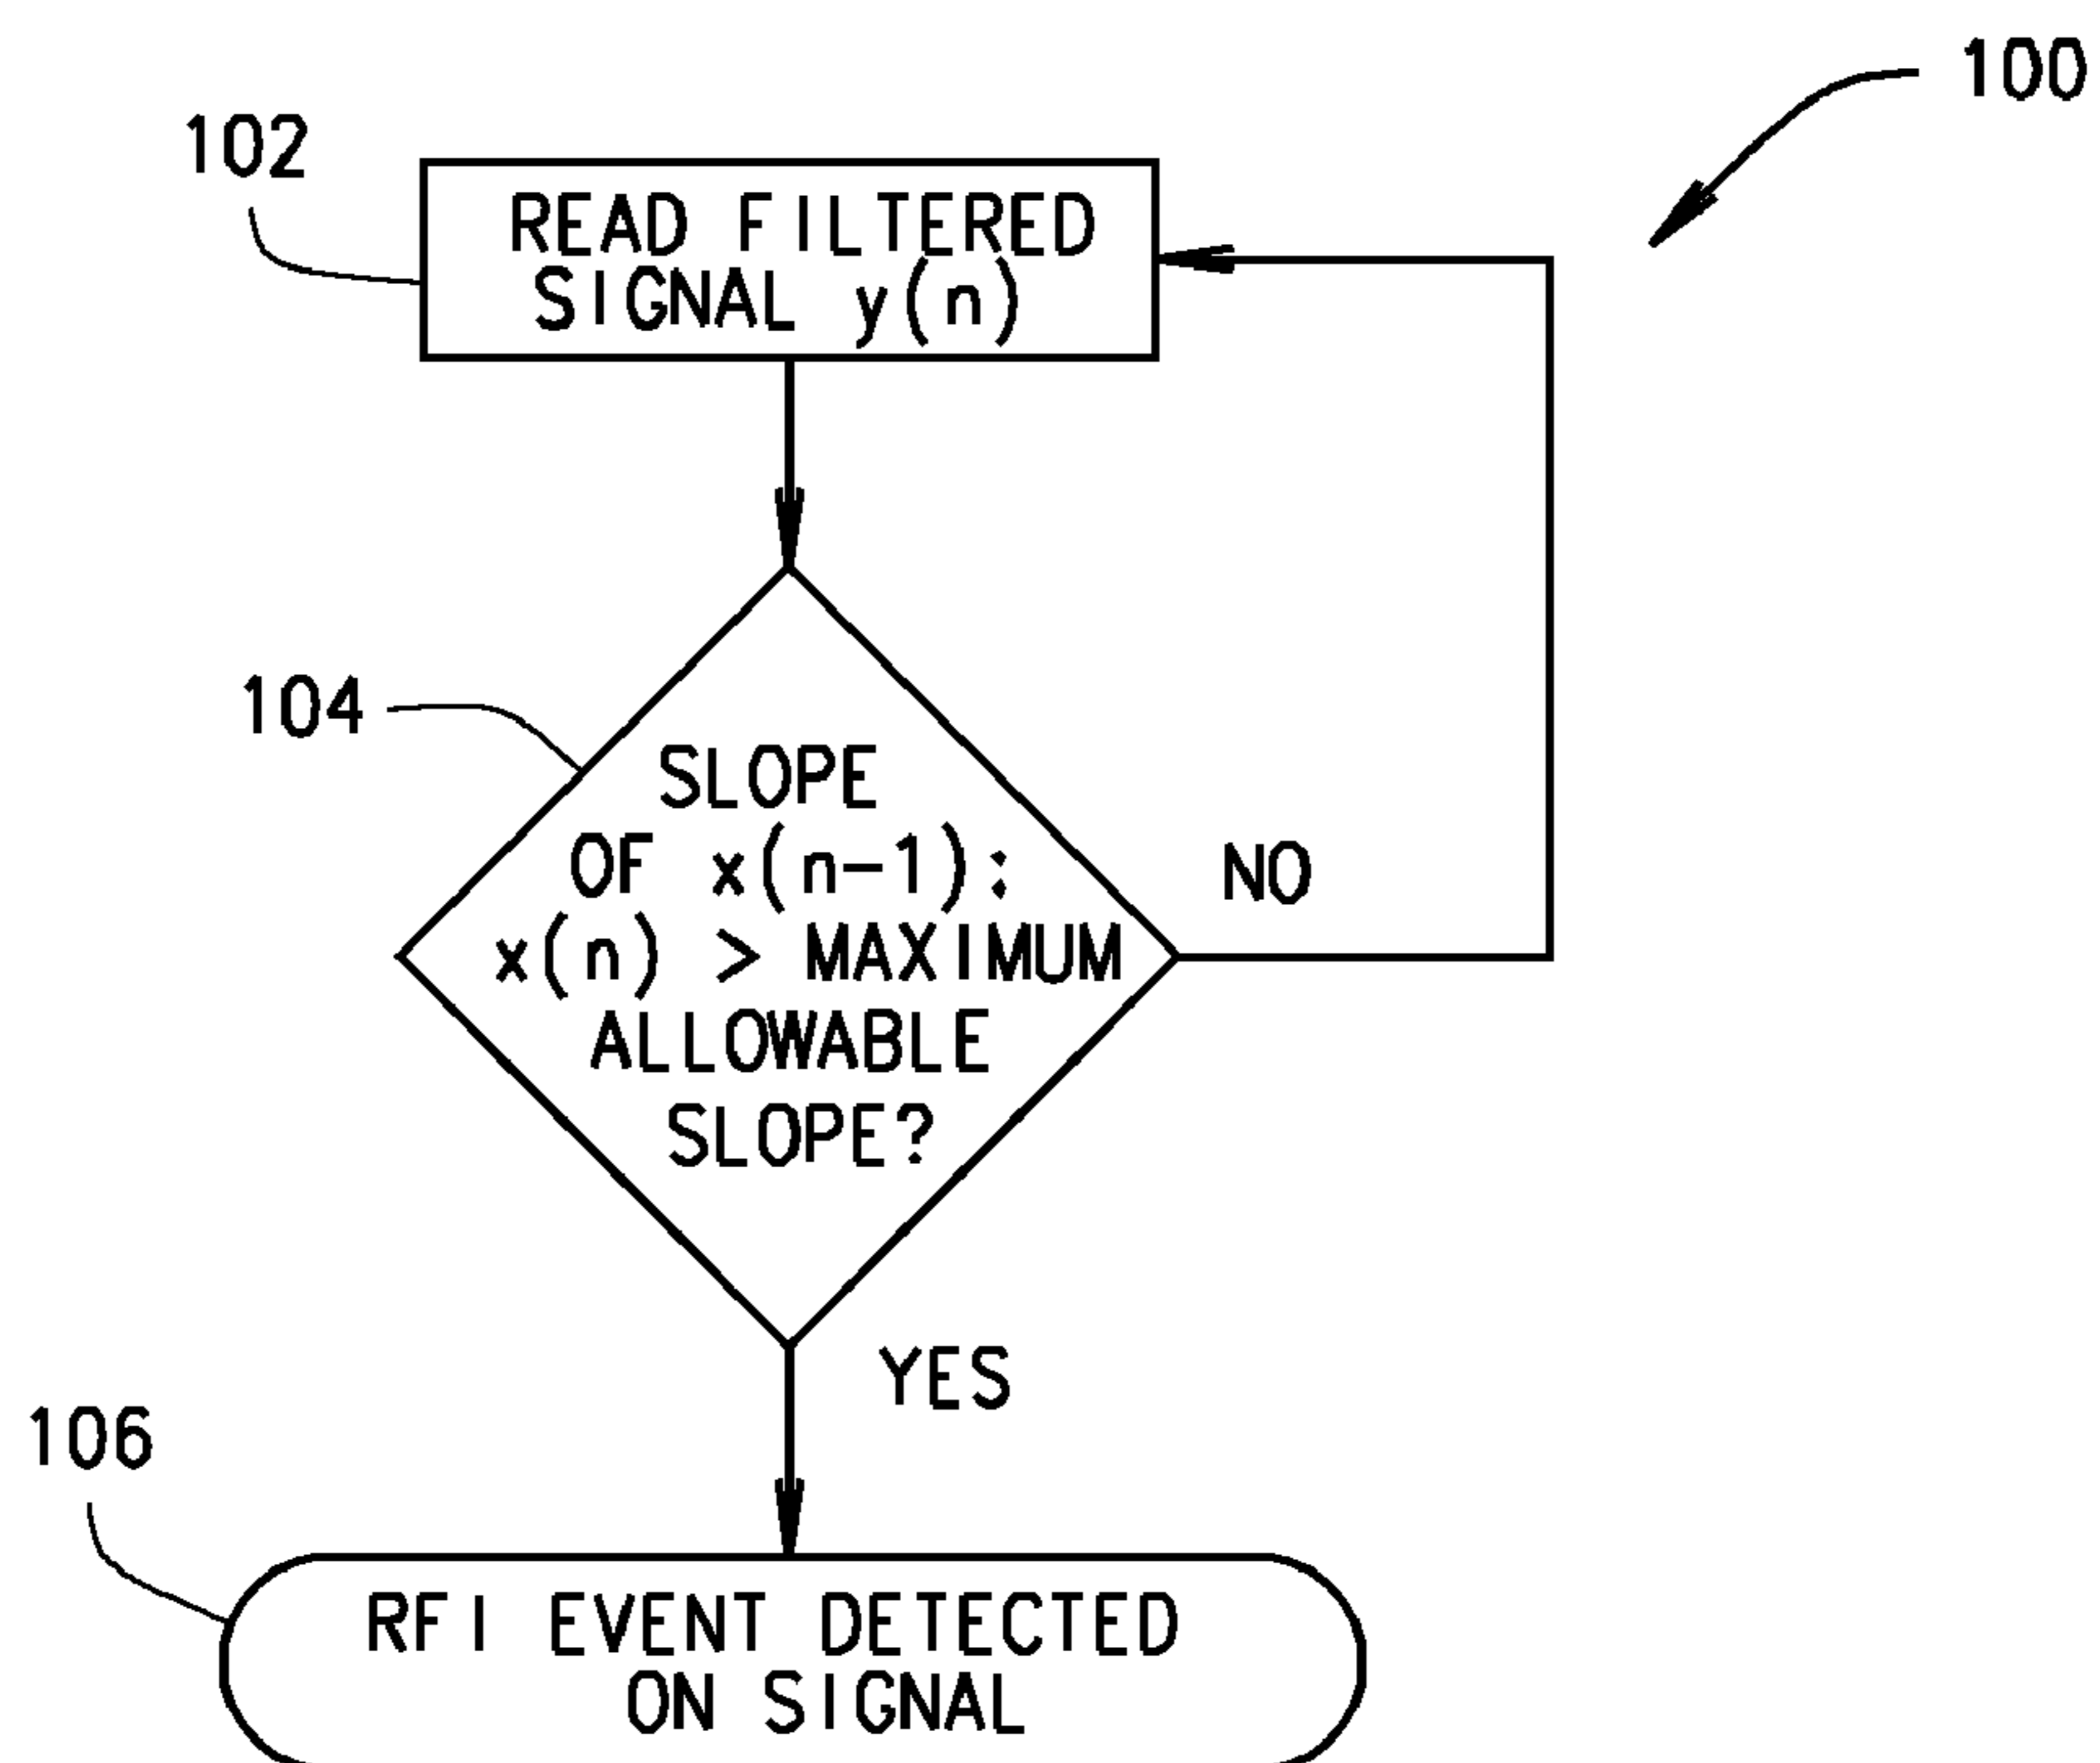 100
102
READ FILTERED
SIGNAL y(n)
104
SLOPE
OF x(n-1):
x(n) > MAXIMUM
ALLOWABLE
SLOPE?
NO
YES
106
RFI EVENT DETECTED
ON SIGNAL